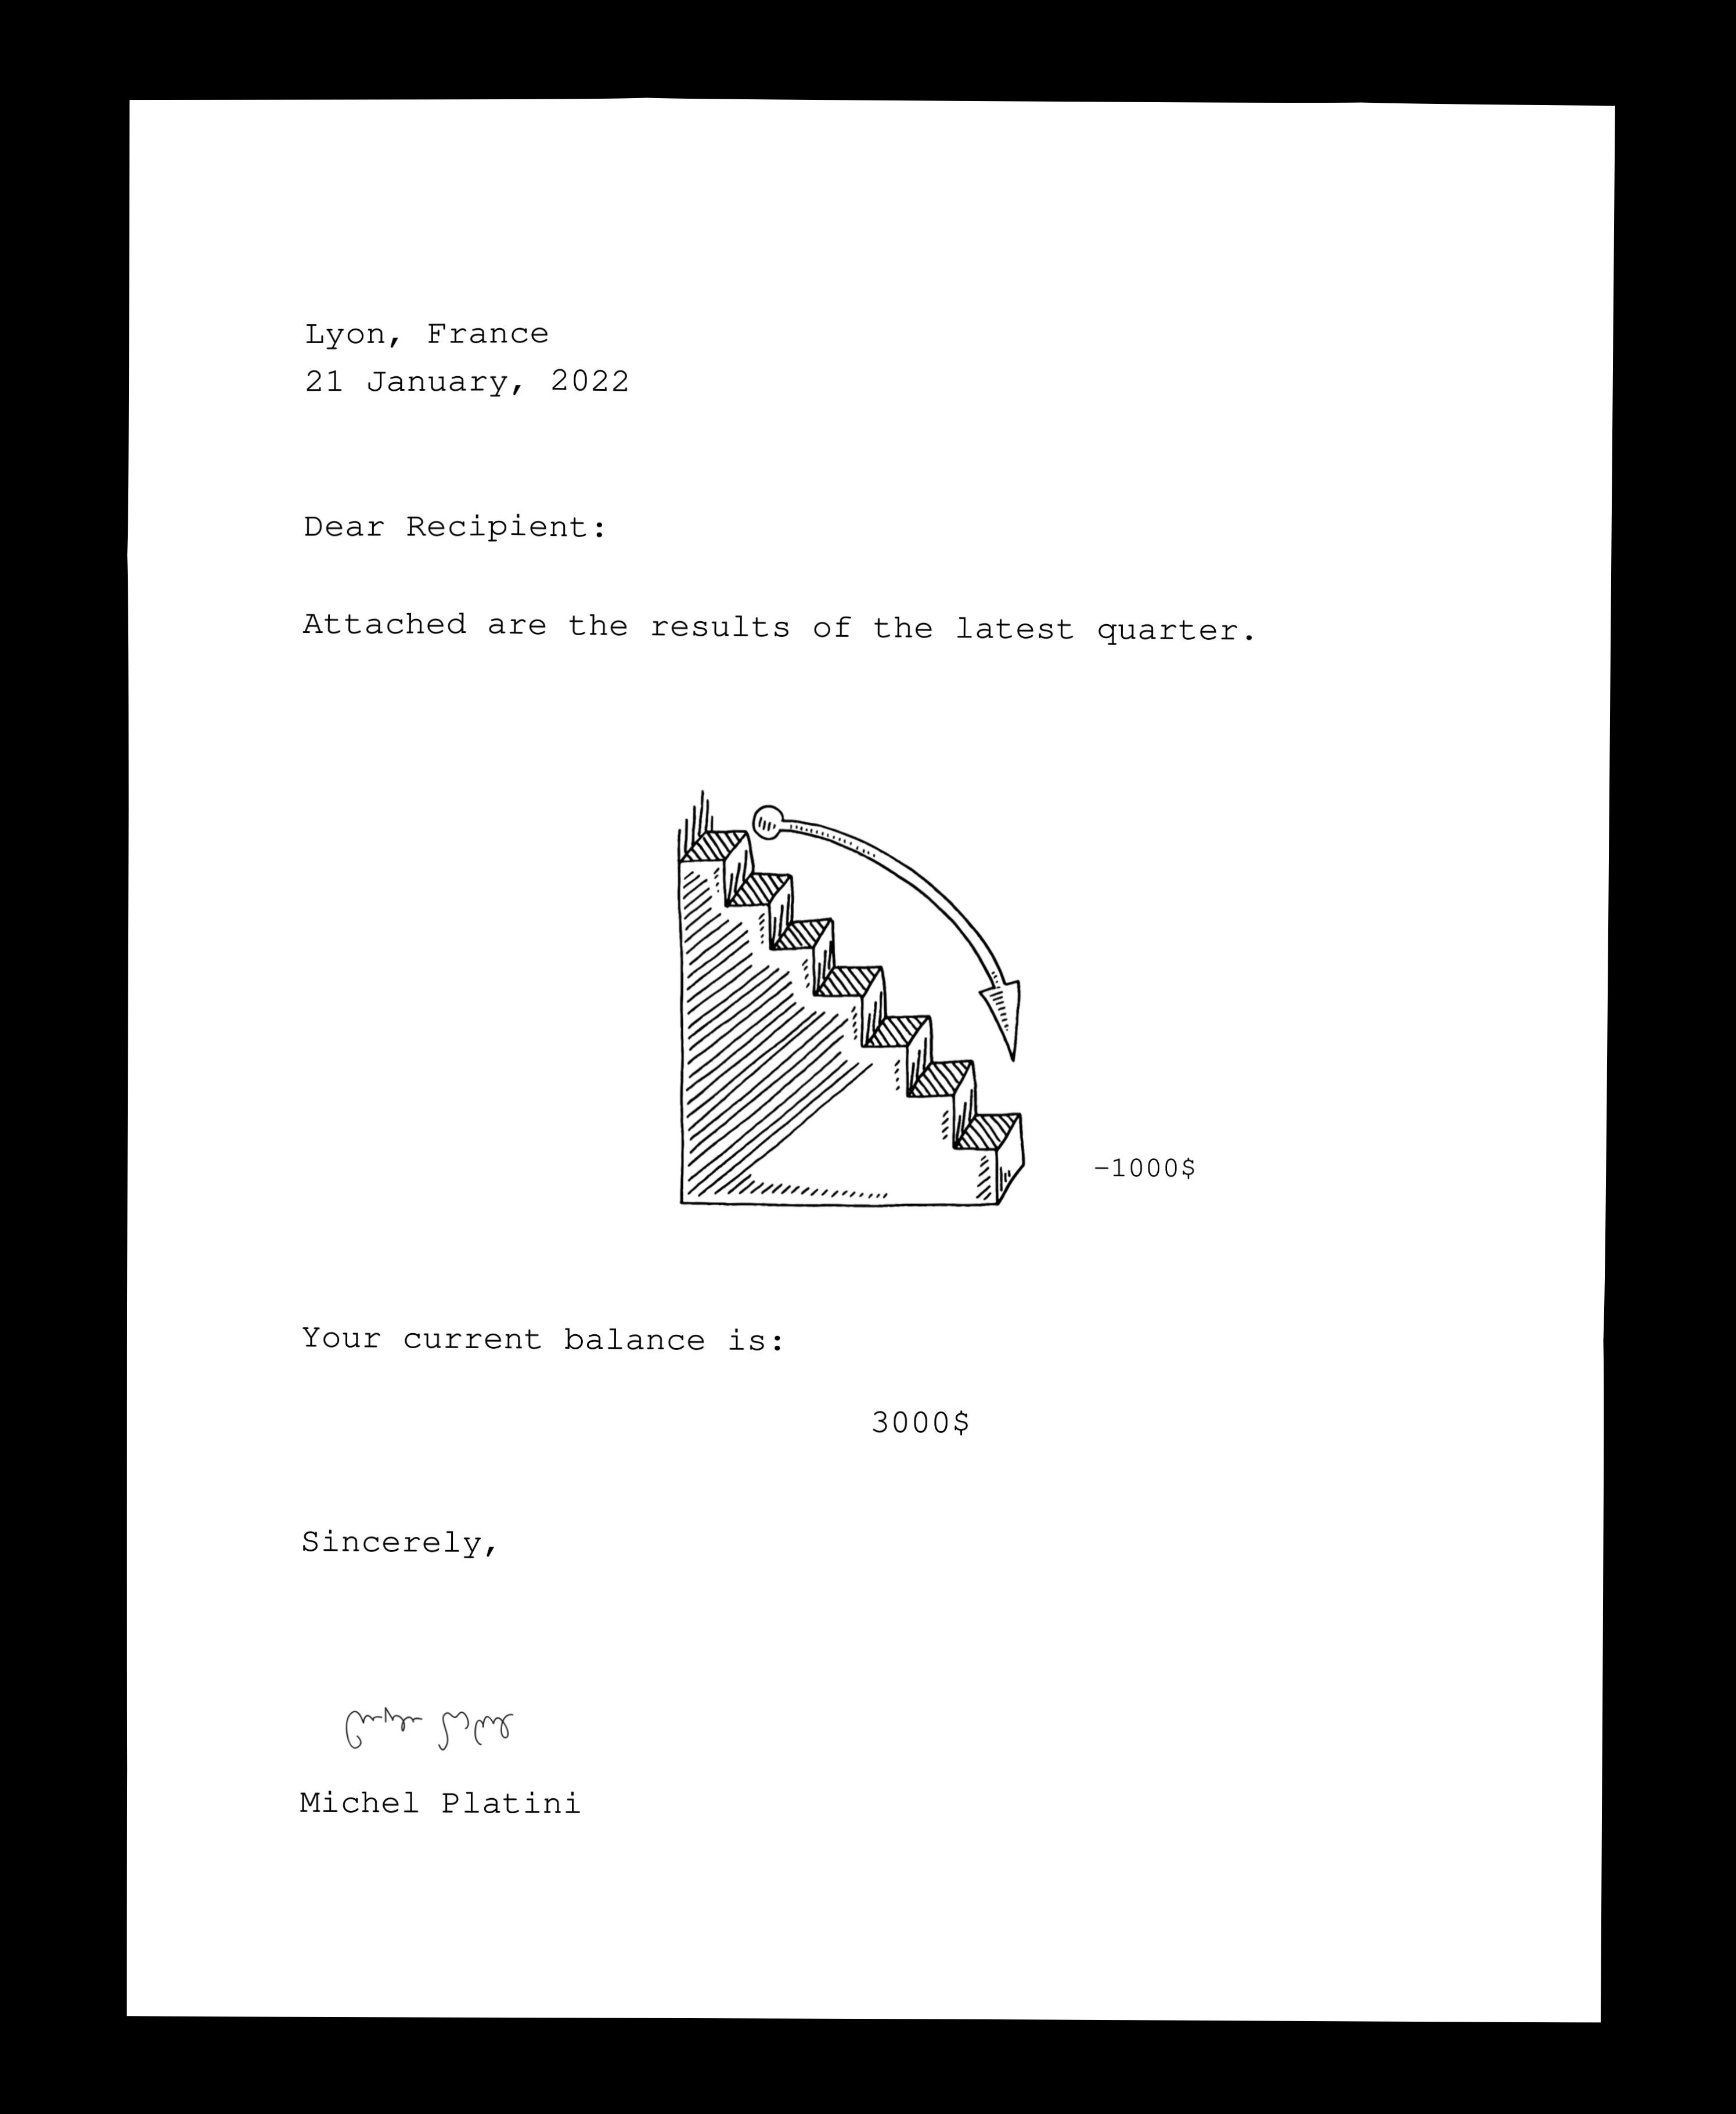 Lyon, France
21 January, 2022
Dear Recipient:
Attached are the results of the latest quarter.
-1000$
Your current balance is:
3000$
Sincerely,
Michel Platini